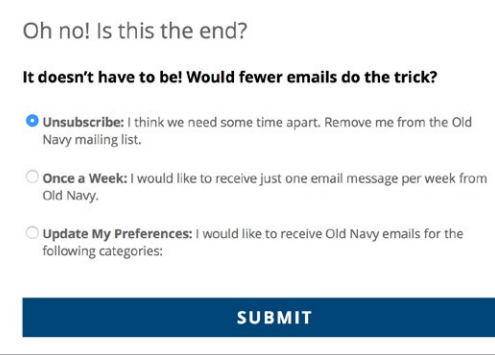 Oh no! Is this the end?
It doesn't have to be! Would fewer emails do the trick?
Unsubscribe: I think we need some time apart. Remove me from the Old
Navy mailing list.
Once a Week: I would like to receive just one email message per week from
Old Navy.
Update My Preferences: I would like to receive Old Navy emails for the
following categories:
SUBMIT